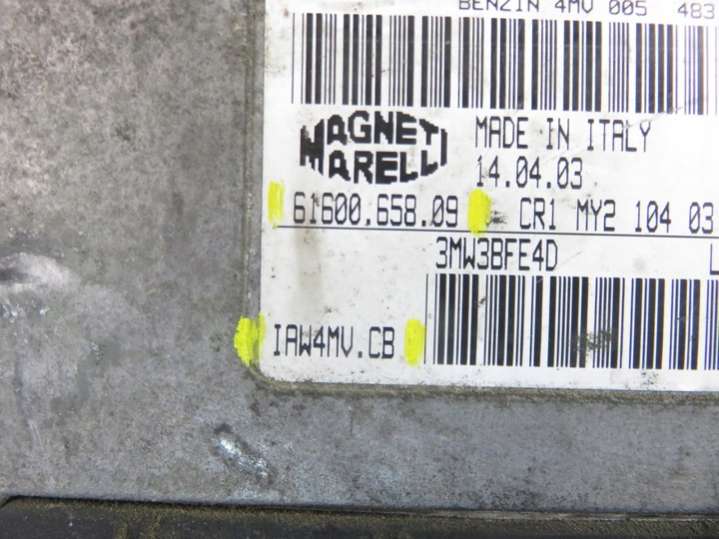 BENZIN 4MV 005 483
MAGNETI
MARELLI
MADE IN ITALY
14.04.03
61600.658.09 CR1 MY2 104 03
3MW3BFE4D L
IAW4MV.CB